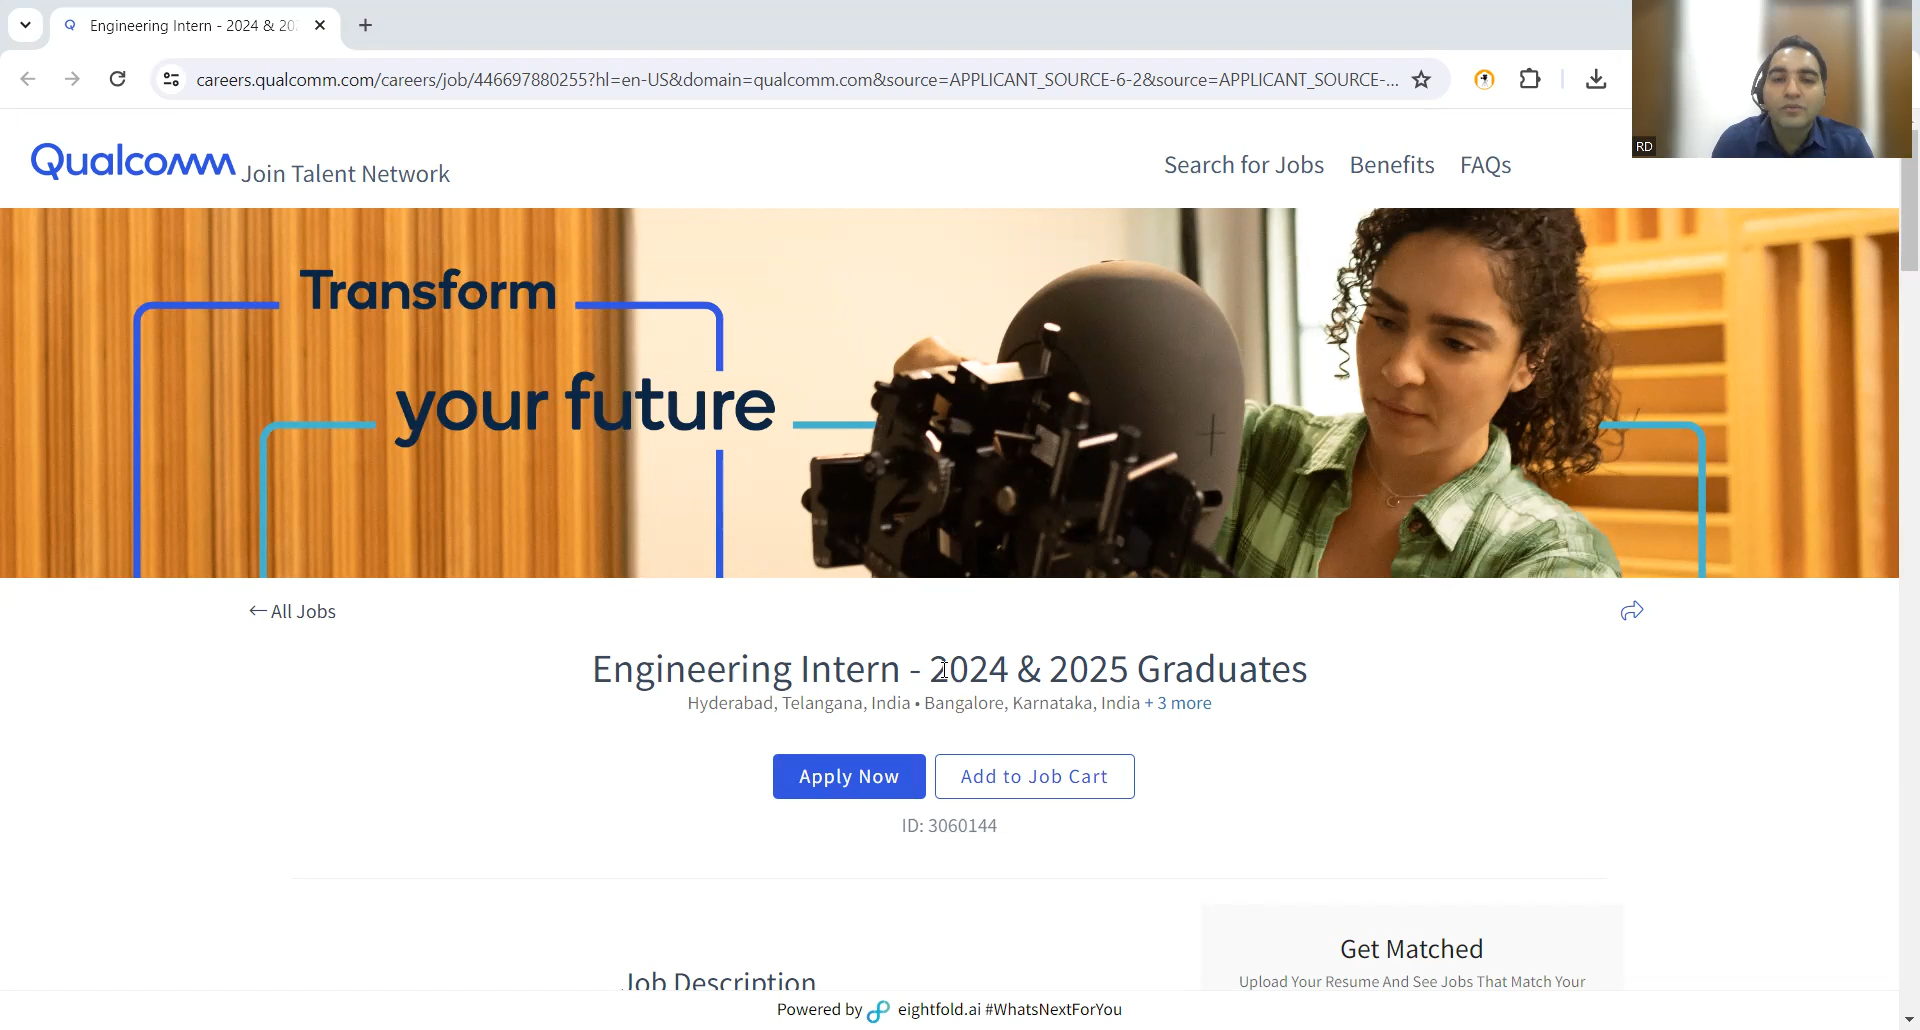 Engineering Intern - 2024 & 202
careers.qualcomm.com/careers/job/446697880255?hl=en-US&domain=qualcomm.com&source=APPLICANT_SOURCE-6-2&source=APPLICANT_SOURCE-...
RD
Qualcomm Join Talent Network
Search for Jobs Benefits FAQs
Transform
your future
← All Jobs
Engineering Intern - 2024 & 2025 Graduates
Hyderabad, Telangana, India • Bangalore, Karnataka, India + 3 more
Apply Now Add to Job Cart
ID: 3060144
Get Matched
Job Description
Upload Your Resume And See Jobs That Match Your
Powered by eightfold.ai #WhatsNextForYou